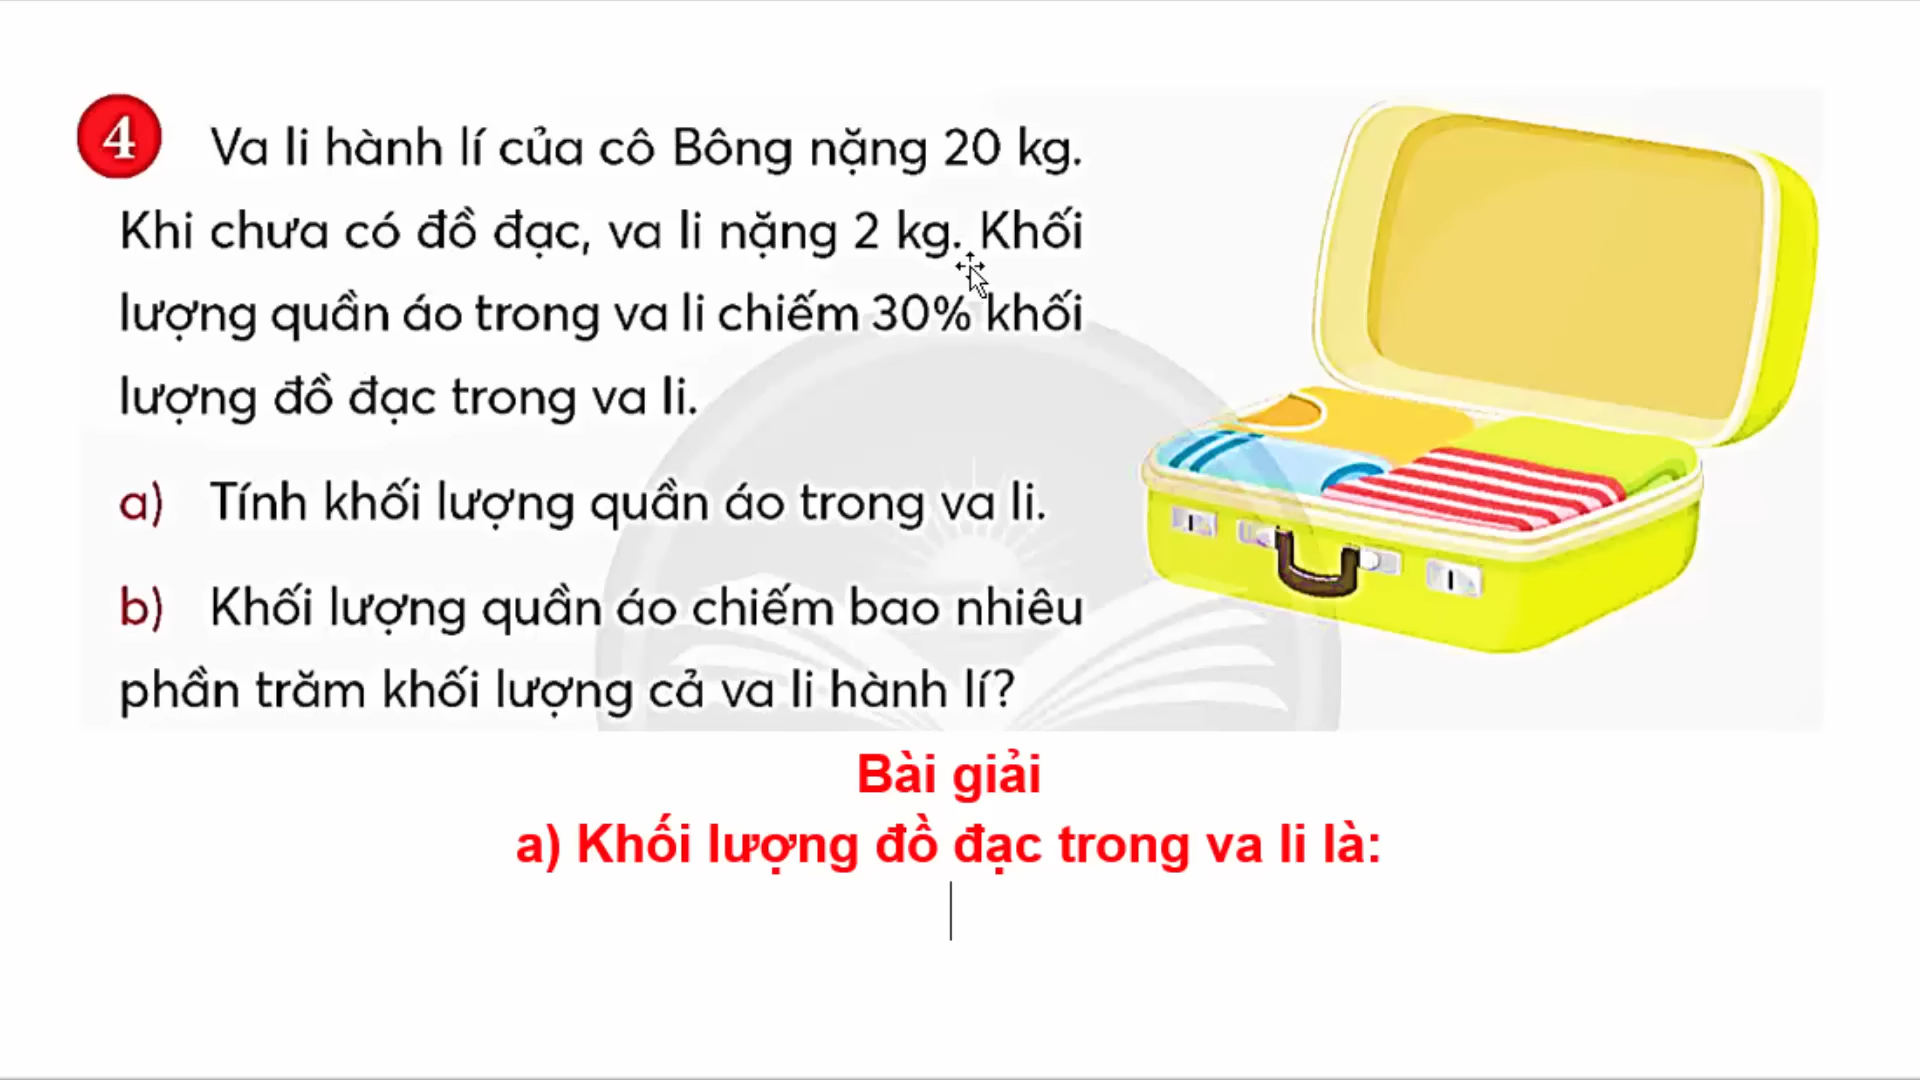 4 Va li hành lí của cô Bông nặng 20 kg.
Khi chưa có đồ đạc, va li nặng 2 kg. Khối
lượng quần áo trong va li chiếm 30% khối
lượng đồ đạc trong va li.
a) Tính khối lượng quần áo trong va li.
b) Khối lượng quần áo chiếm bao nhiêu
phần trăm khối lượng cả va li hành lí?
Bài giải
a) Khối lượng đồ đạc trong va li là: